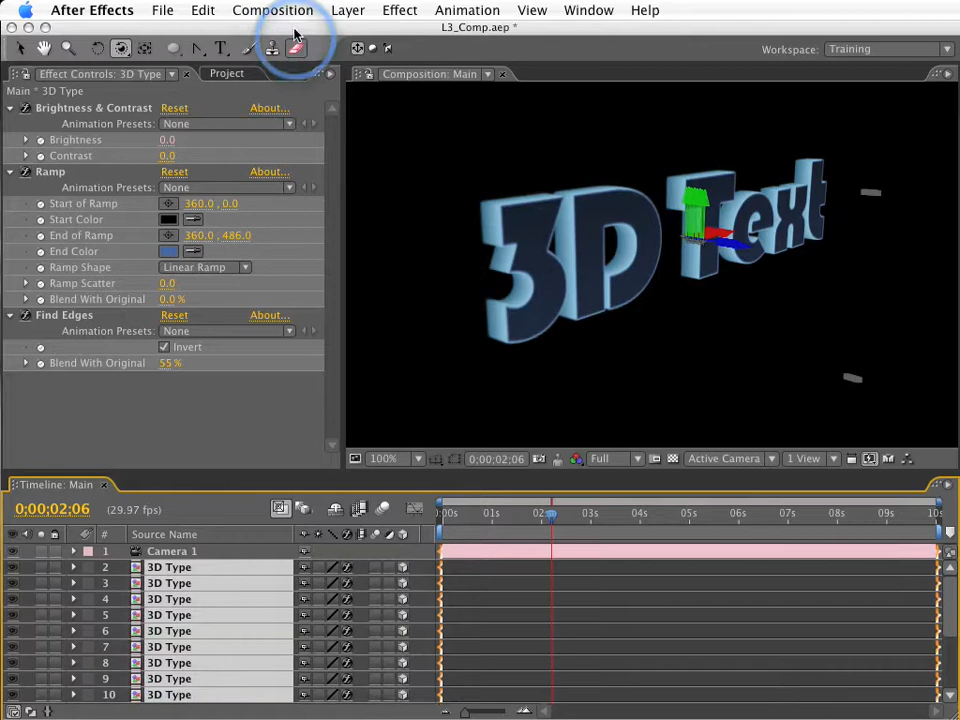 After Effects File Edit Composition Layer Effect Animation View Window Help
L3_Comp.aep *
T Workspace: Training
Effect Controls: 3D Type Project Composition: Main
Main * 3D Type
Brightness & Contrast Reset About...
Animation Presets: None
Brightness 0.0
Contrast 0.0
Ramp Reset About...
Animation Presets: None
Start of Ramp 360.0 , 0.0
Start Color
End of Ramp 360.0 , 486.0
End Color
Ramp Shape Linear Ramp
Ramp Scatter 0.0
Blend With Original 0.0 %
Find Edges Reset About...
Animation Presets: None
Invert
Blend With Original 55 %
3D Text
100% 0;00;02;06 Full Active Camera 1 View
Timeline: Main
0;00;02;06 (29.97 fps)
:00s 01s 02s 03s 04s 05s 06s 07s 08s 09s 10s
# Source Name
1 Camera 1
2 3D Type
3 3D Type
4 3D Type
5 3D Type
6 3D Type
7 3D Type
8 3D Type
9 3D Type
10 3D Type